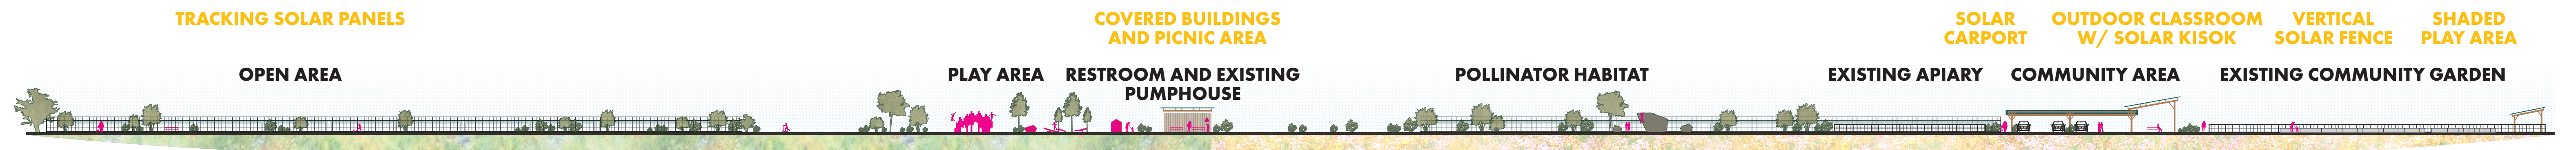 TRACKING SOLAR PANELS
COVERED BUILDINGS
AND PICNIC AREA
SOLAR
CARPORT
OUTDOOR CLASSROOM
W/ SOLAR KISOK
VERTICAL
SOLAR FENCE
SHADED
PLAY AREA
OPEN AREA
PLAY AREA
RESTROOM AND EXISTING
PUMPHOUSE
POLLINATOR HABITAT
EXISTING APIARY
COMMUNITY AREA
EXISTING COMMUNITY GARDEN